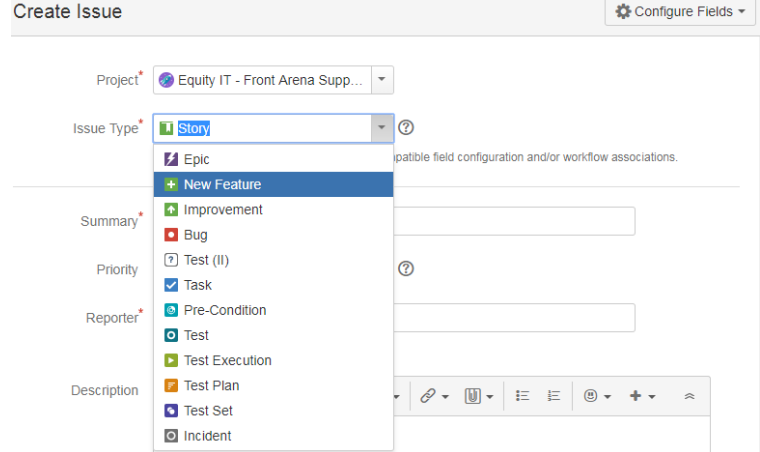 Create Issue
Configure Fields
Project*
Equity IT - Front Arena Supp...
Issue Type*
Story
patible field configuration and/or workflow associations.
Epic
New Feature
Improvement
Summary*
Bug
Test (II)
Priority
Task
Pre-Condition
Reporter*
Test
Test Execution
Test Plan
Description
Test Set
Incident